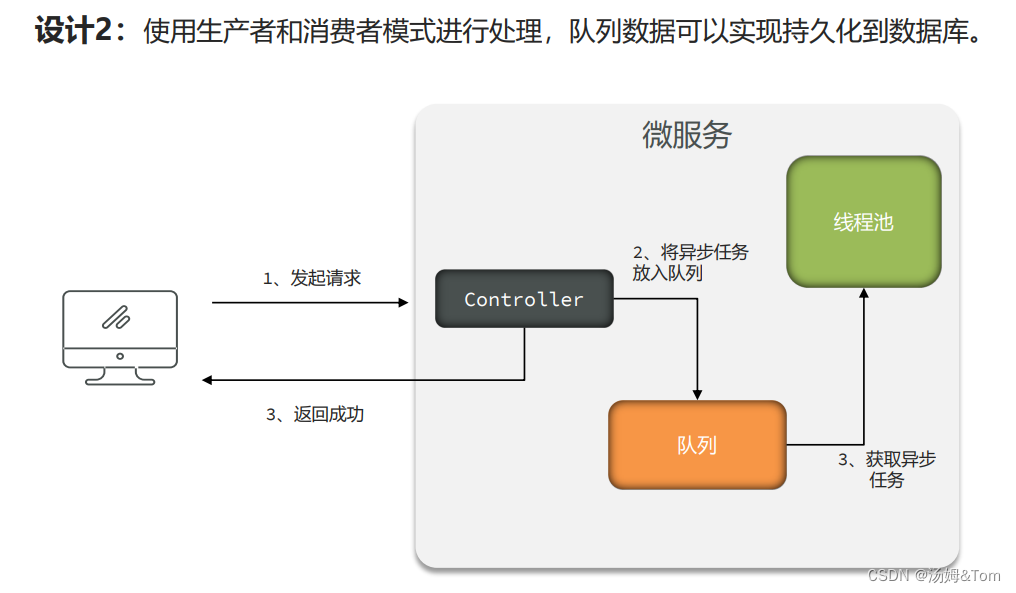 设计2：使用生产者和消费者模式进行处理，队列数据可以实现持久化到数据库。
微服务
线程池
2、将异步任务
放入队列
1、发起请求
Controller
3、返回成功
队列
3、获取异步
任务
CSDN @汤姆&Tom